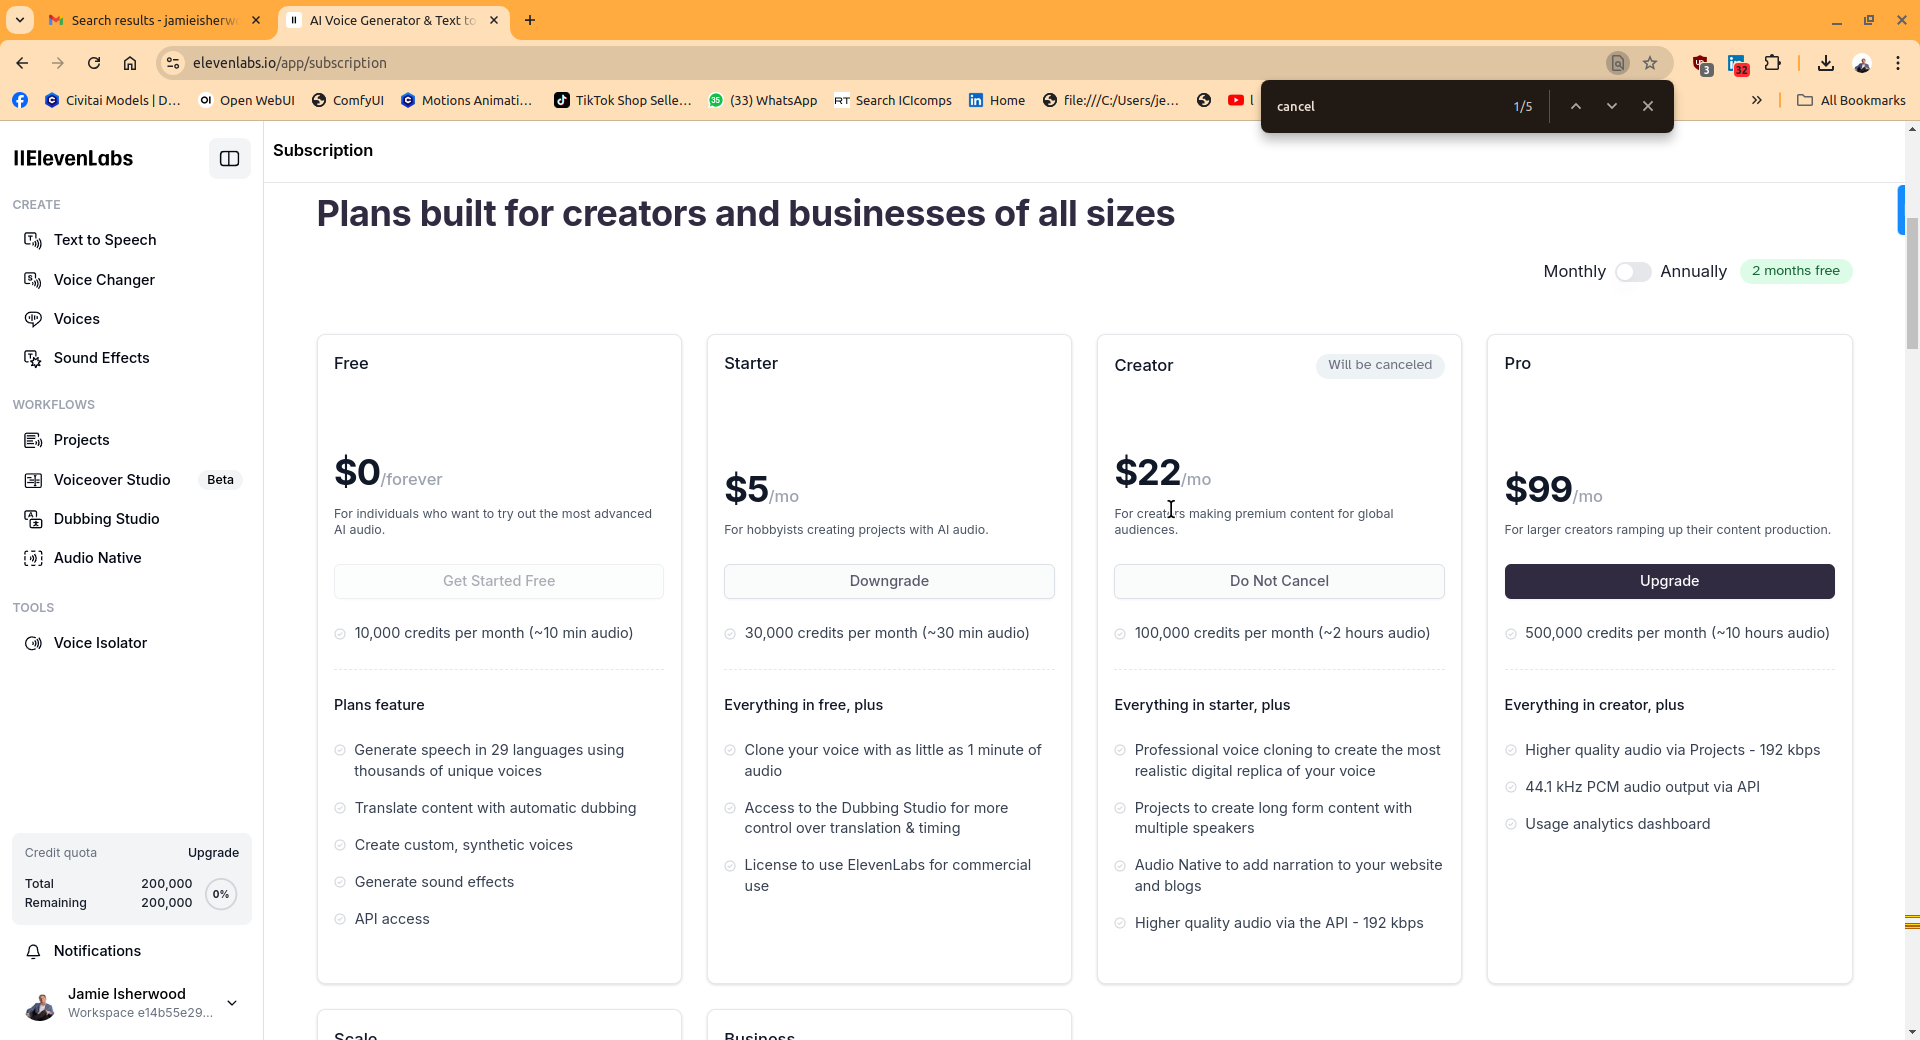 Search results - jamieisherw
AI Voice Generator & Text to
elevenlabs.io/app/subscription
3
32
Civitai Models | D...
Open WebUI
ComfyUI
Motions Animati...
TikTok Shop Selle...
(33) WhatsApp
Search ICIcomps
Home
file:///C:/Users/je...
All Bookmarks
cancel
1/5
IIElevenLabs
Subscription
CREATE
Text to Speech
Voice Changer
Voices
Sound Effects
WORKFLOWS
Projects
Voiceover Studio
Beta
Dubbing Studio
Audio Native
TOOLS
Voice Isolator
Credit quota
Upgrade
Total 200,000
Remaining 200,000
0%
Notifications
Jamie Isherwood
Workspace e14b55e29...
Plans built for creators and businesses of all sizes
Monthly
Annually
2 months free
Free
$0/forever
For individuals who want to try out the most advanced
AI audio.
Get Started Free
10,000 credits per month (~10 min audio)
Plans feature
Generate speech in 29 languages using
thousands of unique voices
Translate content with automatic dubbing
Create custom, synthetic voices
Generate sound effects
API access
Starter
$5/mo
For hobbyists creating projects with AI audio.
Downgrade
30,000 credits per month (~30 min audio)
Everything in free, plus
Clone your voice with as little as 1 minute of
audio
Access to the Dubbing Studio for more
control over translation & timing
License to use ElevenLabs for commercial
use
Creator
Will be canceled
$22/mo
For creators making premium content for global
audiences.
Do Not Cancel
100,000 credits per month (~2 hours audio)
Everything in starter, plus
Professional voice cloning to create the most
realistic digital replica of your voice
Projects to create long form content with
multiple speakers
Audio Native to add narration to your website
and blogs
Higher quality audio via the API - 192 kbps
Pro
$99/mo
For larger creators ramping up their content production.
Upgrade
500,000 credits per month (~10 hours audio)
Everything in creator, plus
Higher quality audio via Projects - 192 kbps
44.1 kHz PCM audio output via API
Usage analytics dashboard
Scale
Business